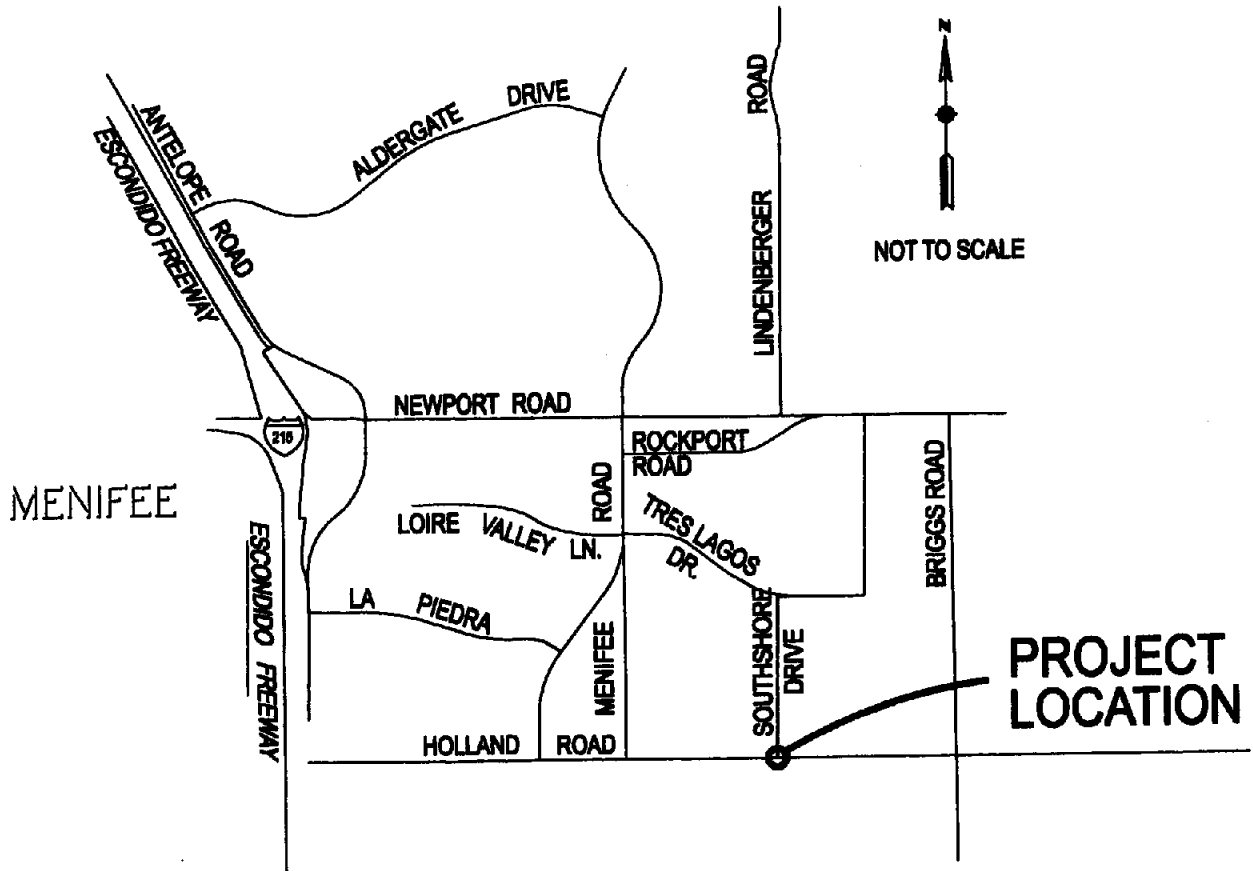 Z
NOT TO SCALE
ANTELOPE ROAD
ESCONDIDO FREEWAY
ALDERGATE DRIVE
LINDENBERGER ROAD
NEWPORT ROAD
215
ROCKPORT
ROAD
MENIFEE
LOIRE VALLEY LN.
TRES LAGOS
DR.
MENIFEE ROAD
BRIGGS ROAD
LA PIEDRA
ESCONDIDO FREEWAY
SOUTHSHORE
DRIVE
PROJECT
LOCATION
HOLLAND ROAD